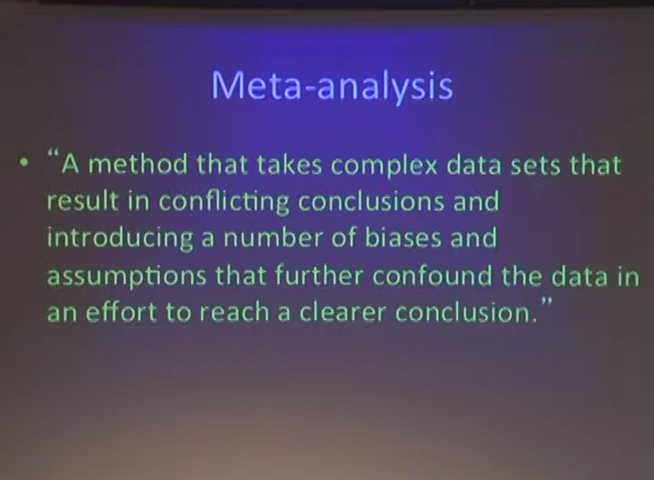 Meta-analysis
• “A method that takes complex data sets that
result in conflicting conclusions and
introducing a number of biases and
assumptions that further confound the data in
an effort to reach a clearer conclusion.”